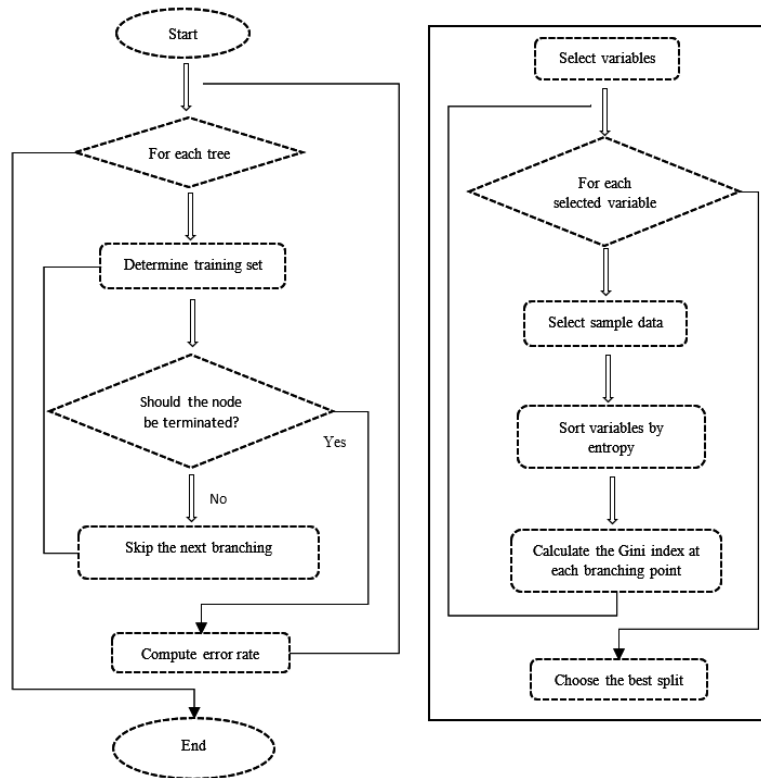 Start
For each tree
Determine training set
Should the node
be terminated?
Yes
No
Skip the next branching
Compute error rate
End
Select variables
For each
selected variable
Select sample data
Sort variables by
entropy
Calculate the Gini index at
each branching point
Choose the best split